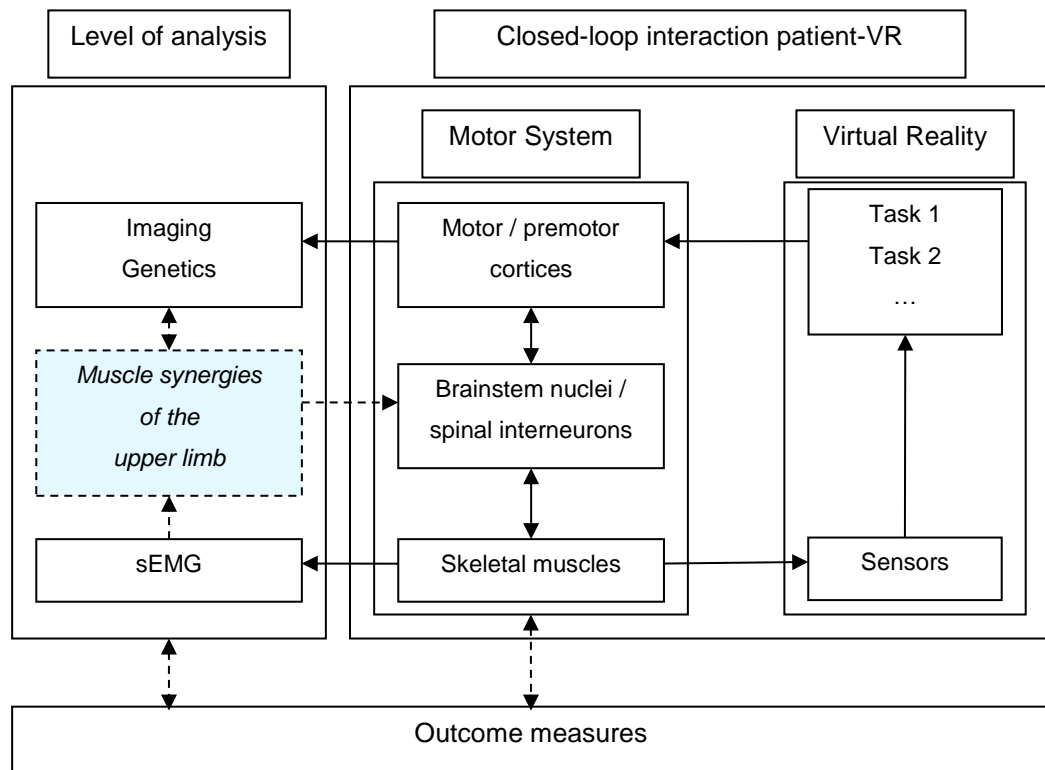 Level of analysis
Closed-loop interaction patient-VR
Motor System
Virtual Reality
Imaging
Genetics
Motor / premotor
cortices
Task 1
Task 2
…
Muscle synergies
of the
upper limb
Brainstem nuclei /
spinal interneurons
sEMG
Skeletal muscles
Sensors
Outcome measures